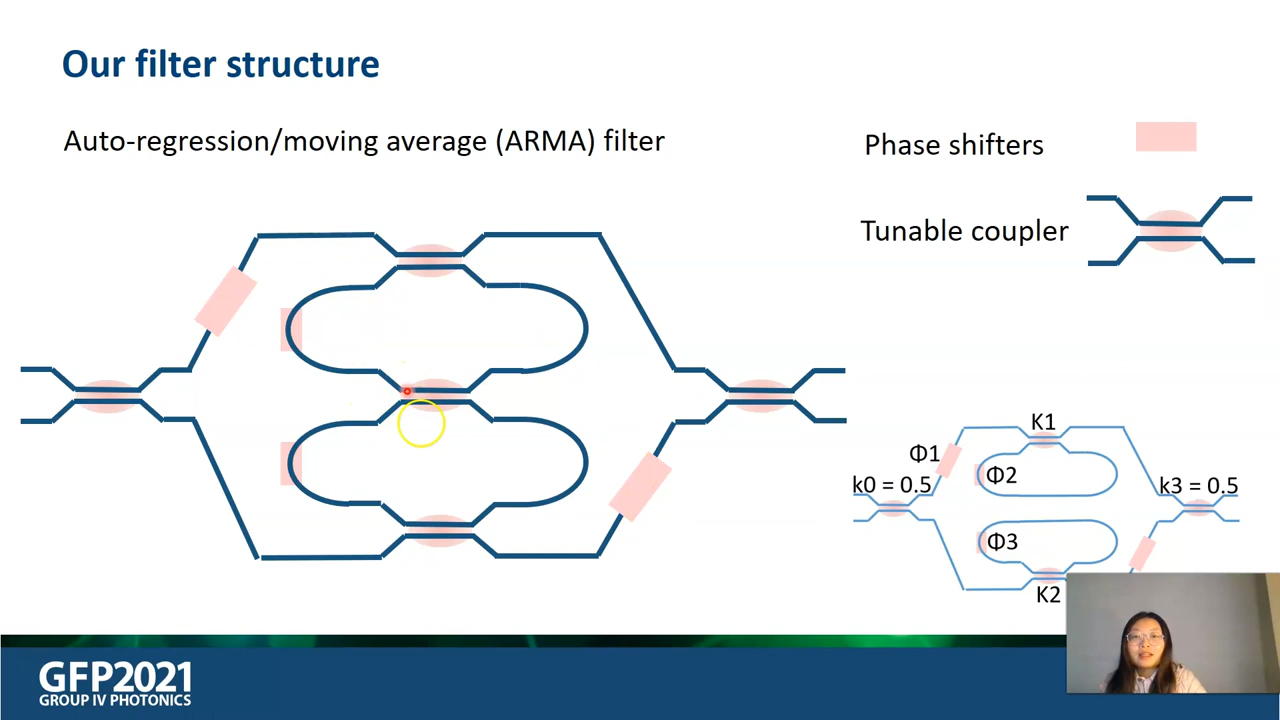 Our filter structure
Auto-regression/moving average (ARMA) filter
Phase shifters
Tunable coupler
K1
Φ1
Φ2
k0 = 0.5
k3 = 0.5
Φ3
K2
GFP2021
GROUP IV PHOTONICS